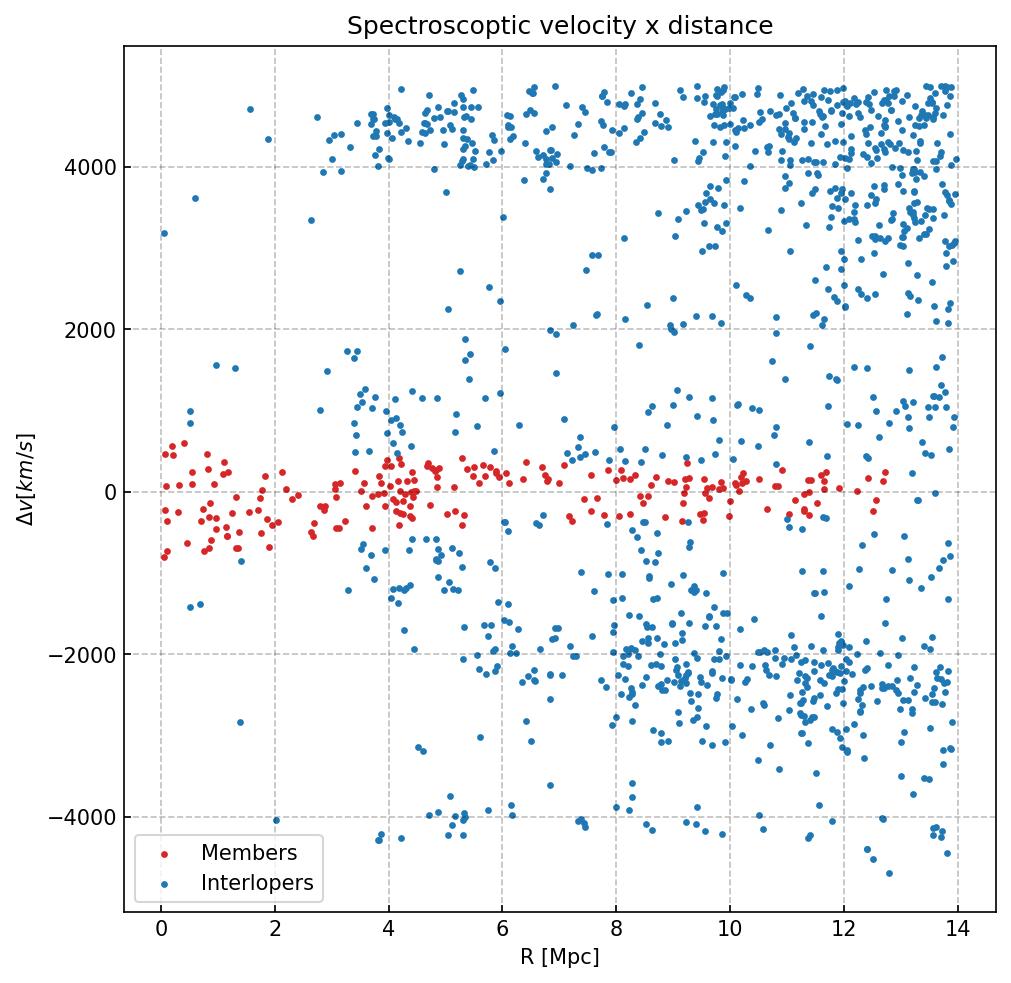 Spectroscoptic velocity x distance
Δv[km/s]
4000
2000
0
−2000
−4000
Members
Interlopers
0 2 4 6 8 10 12 14
R [Mpc]